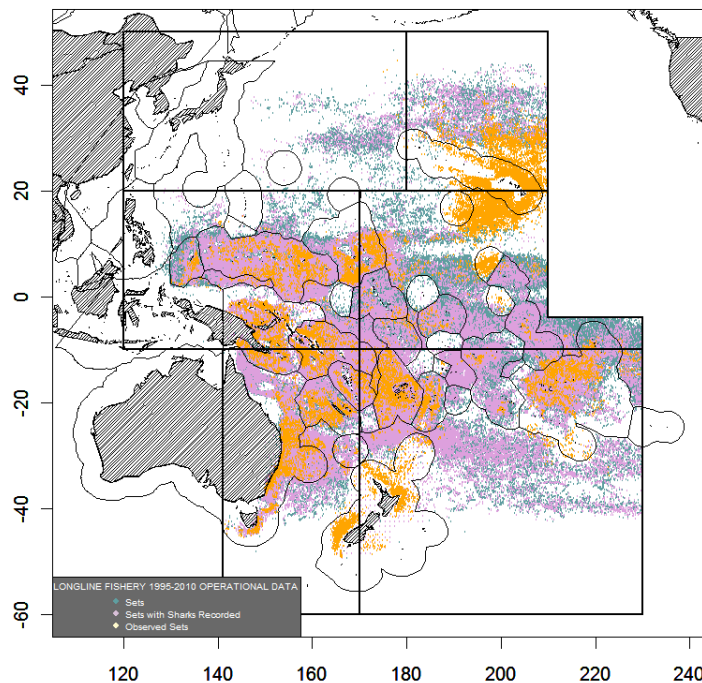 40
20
0
-20
-40
-60
LONGLINE FISHERY 1995-2010 OPERATIONAL DATA
Sets
Sets with Sharks Recorded
Observed Sets
120 140 160 180 200 220 240